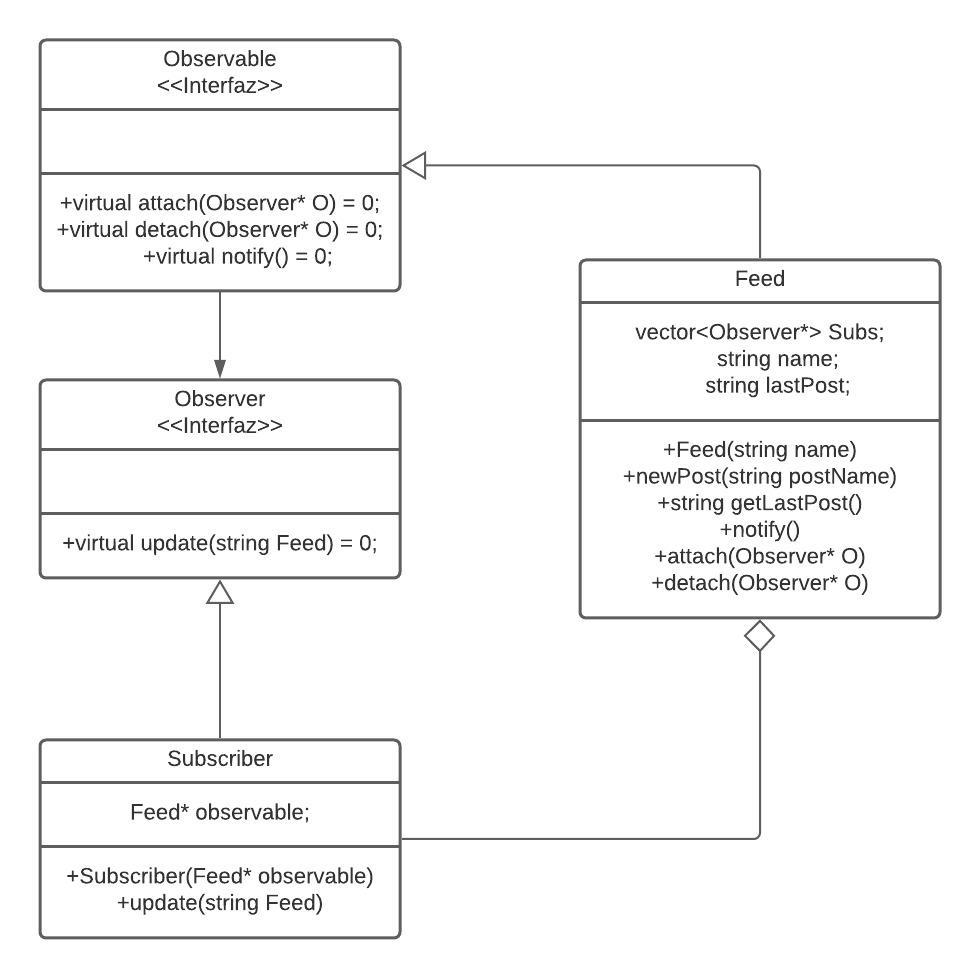 Observable
<<Interfaz>>
+virtual attach(Observer* O) = 0;
+virtual detach(Observer* O) = 0;
+virtual notify() = 0;
Observer
<<Interfaz>>
+virtual update(string Feed) = 0;
Subscriber
Feed* observable;
+Subscriber(Feed* observable)
+update(string Feed)
Feed
vector<Observer*> Subs;
string name;
string lastPost;
+Feed(string name)
+newPost(string postName)
+string getLastPost()
+notify()
+attach(Observer* O)
+detach(Observer* O)